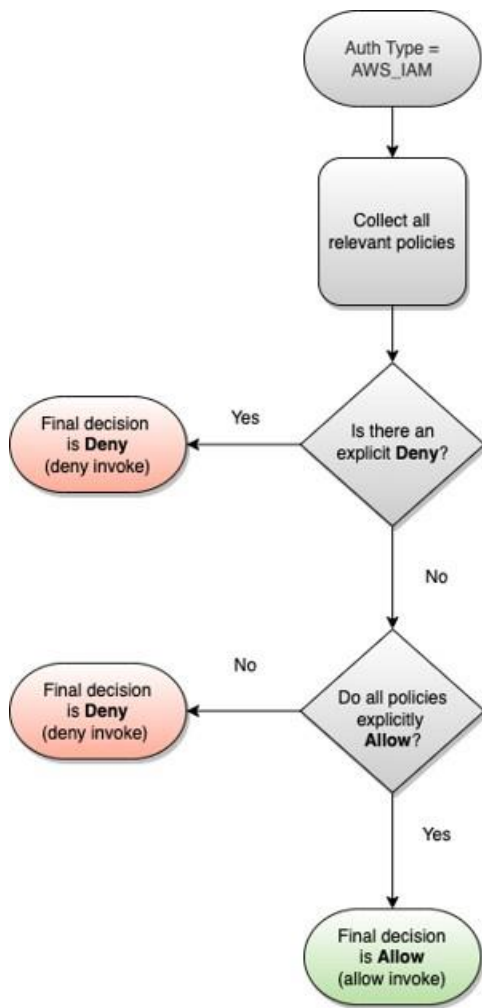 Auth Type =
AWS_IAM
Collect all
relevant policies
Is there an
explicit Deny?
Yes
Final decision
is Deny
(deny invoke)
No
Do all policies
explicitly
Allow?
No
Final decision
is Deny
(deny invoke)
Yes
Final decision
is Allow
(allow invoke)